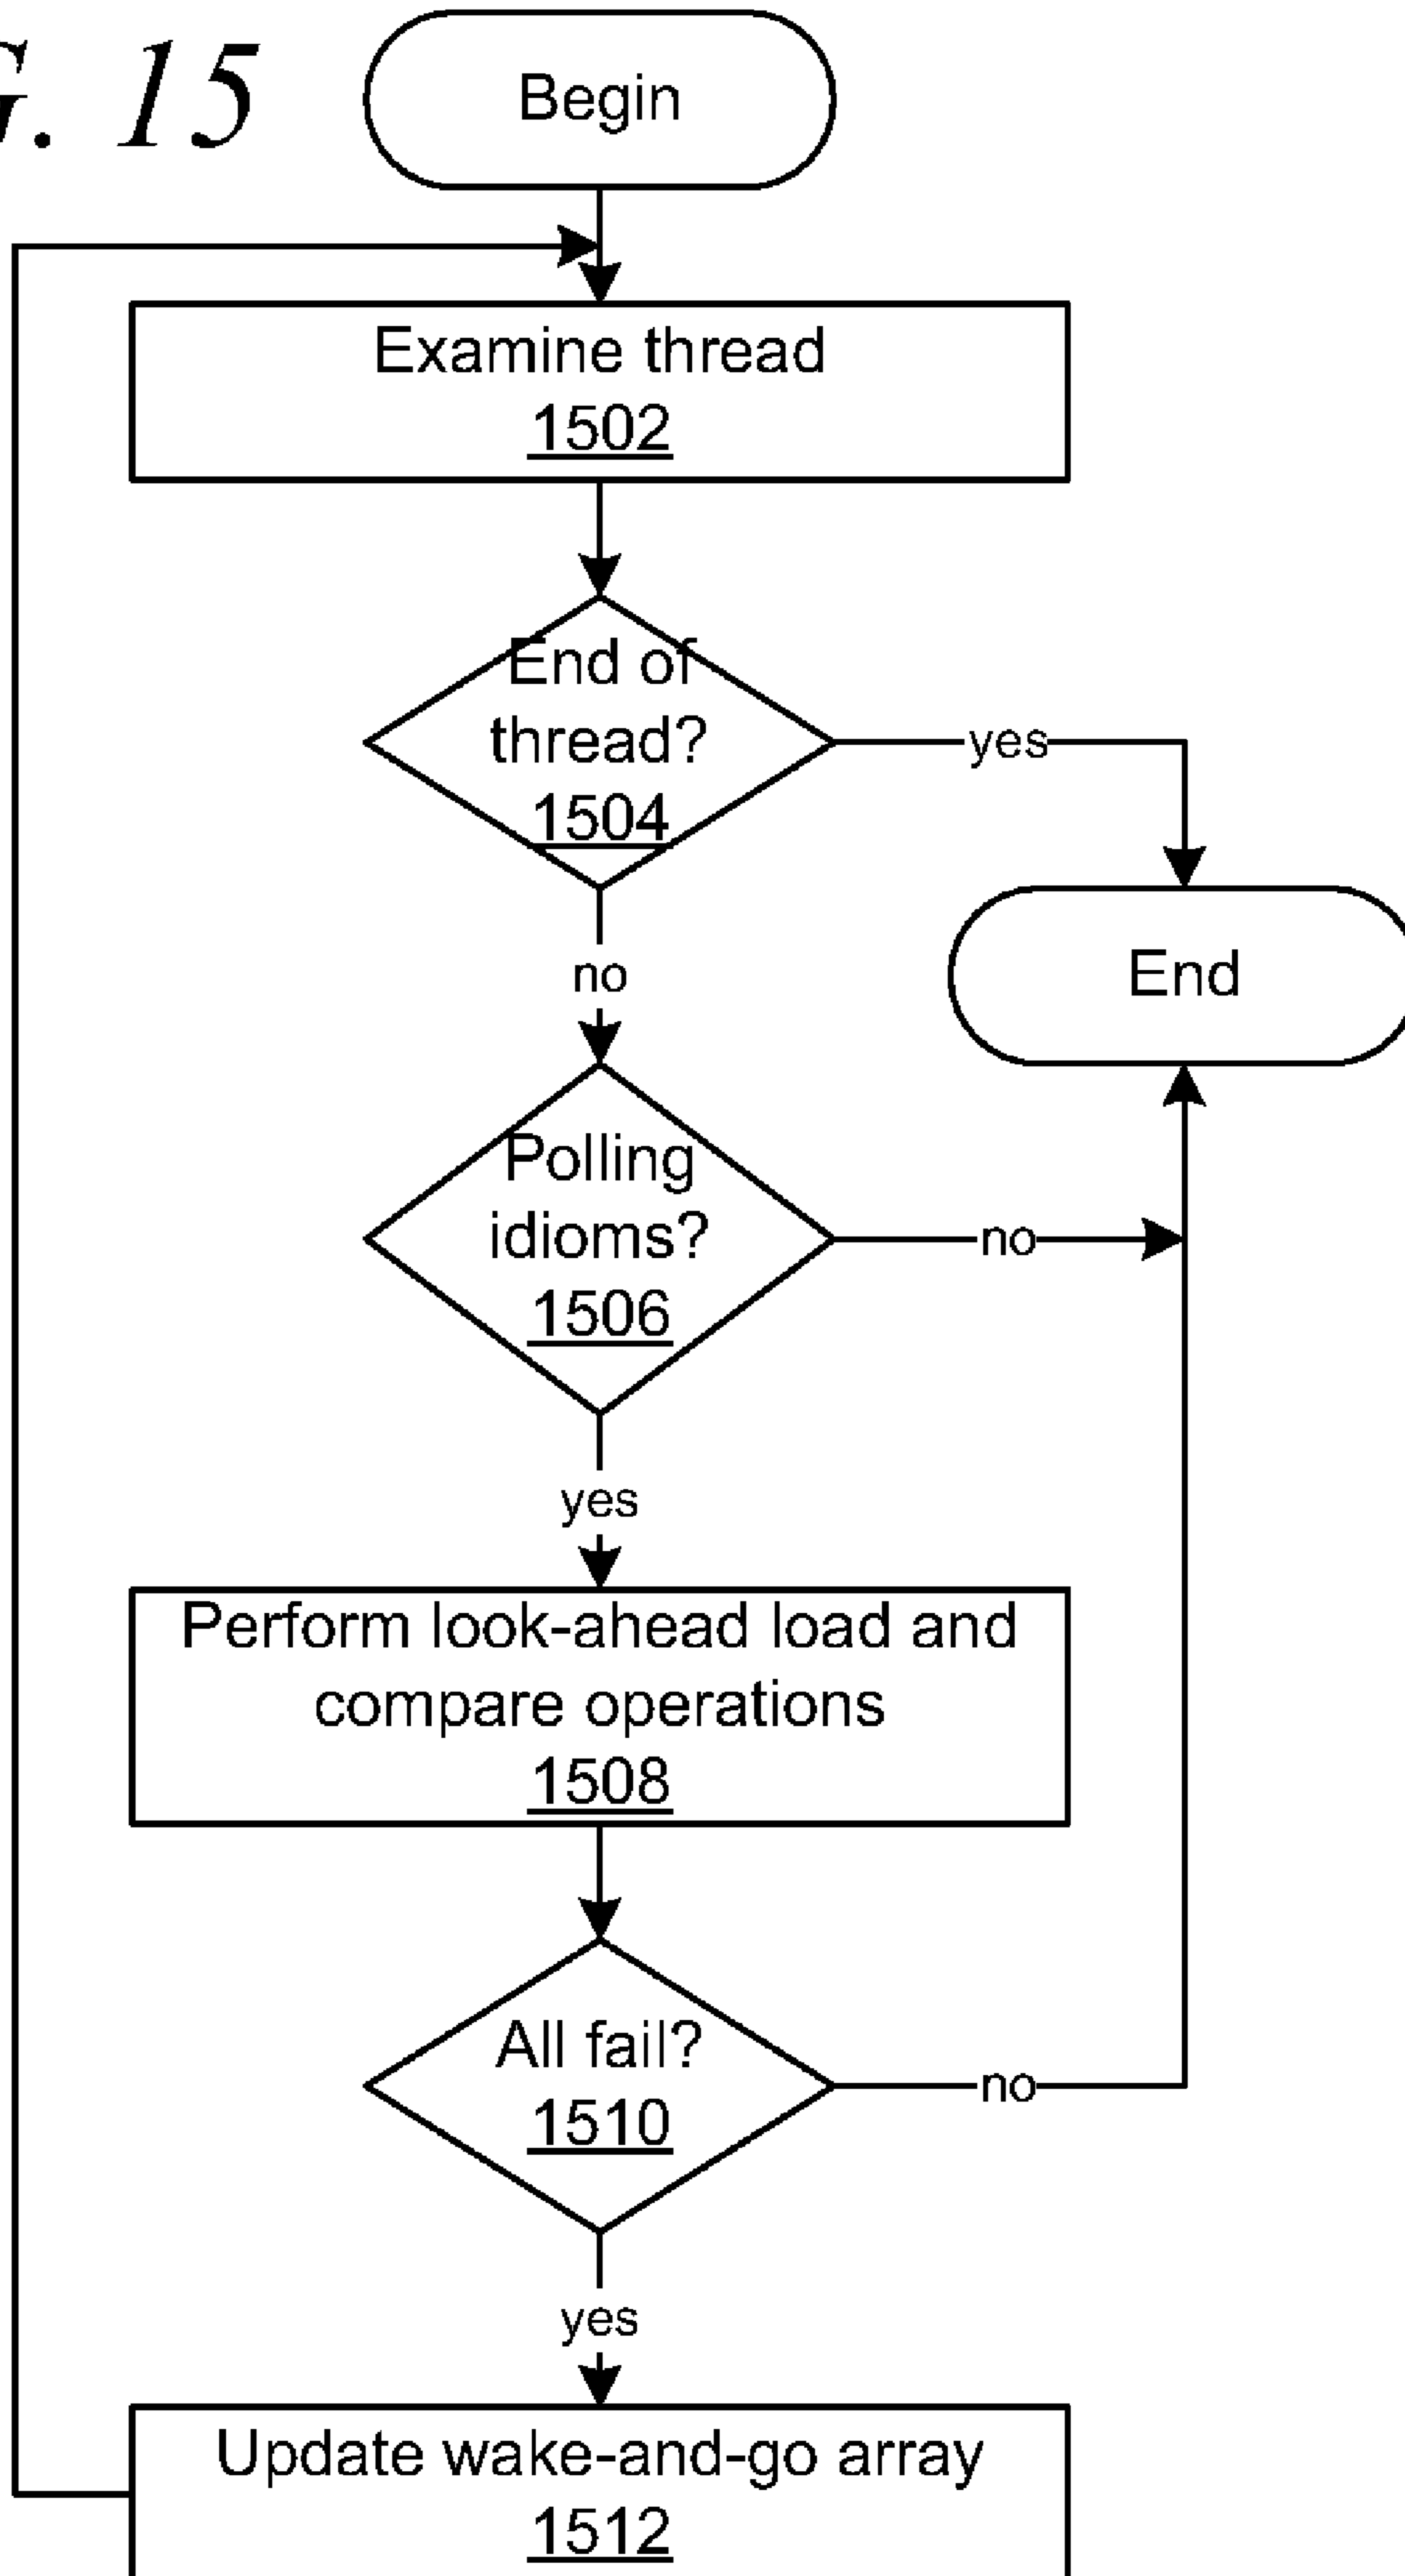 G. 15
Begin
Examine thread
1502
End of
thread?
1504
yes
End
no
Polling
idioms?
1506
no
yes
Perform look-ahead load and
compare operations
1508
All fail?
1510
no
yes
Update wake-and-go array
1512